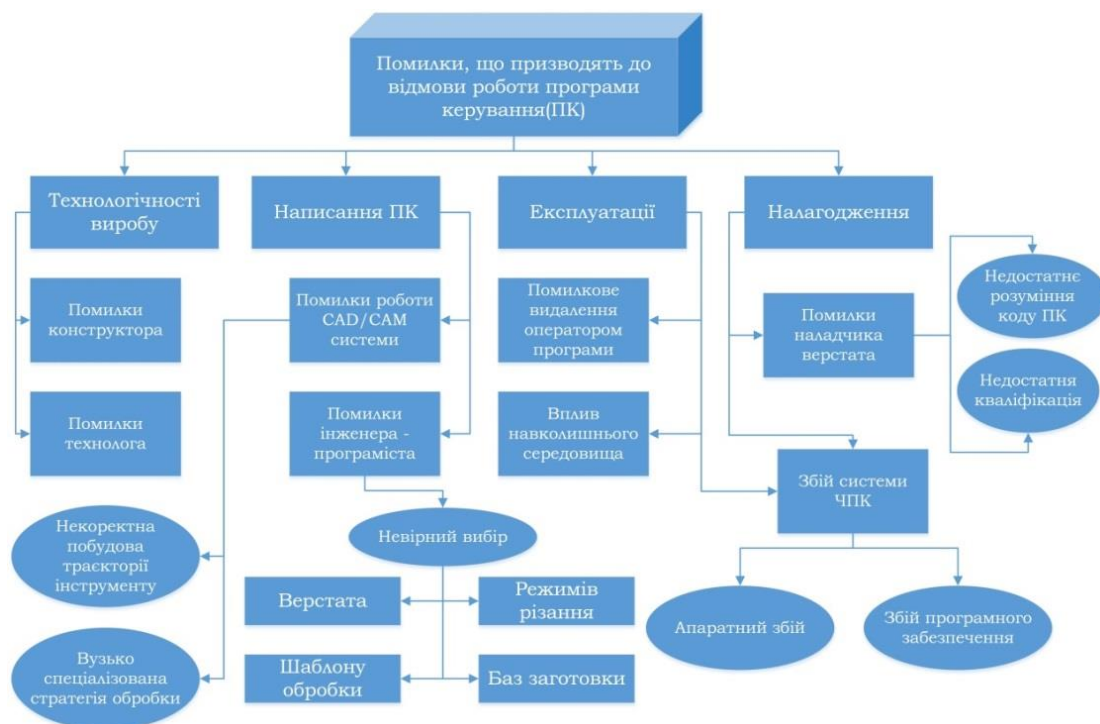 Помилки, що призводять до
відмови роботи програми
керування(ПК)
Технологічності
виробу
Написання ПК
Експлуатації
Налагодження
Помилки
конструктора
Помилки роботи
CAD/CAM
системи
Помилкове
видалення
оператором
програми
Помилки
наладчика
верстата
Недостатнє
розуміння
коду ПК
Недостатня
кваліфікація
Помилки
технолога
Помилки
інженера -
програміста
Вплив
навколишнього
середовища
Збій системи
ЧПК
Некоректна
побудова
траєкторії
інструменту
Невірний вибір
Верстата
Режимів
різання
Апаратний збій
Збій програмного
забезпечення
Вузько
спеціалізована
стратегія обробки
Шаблону
обробки
Баз заготовки